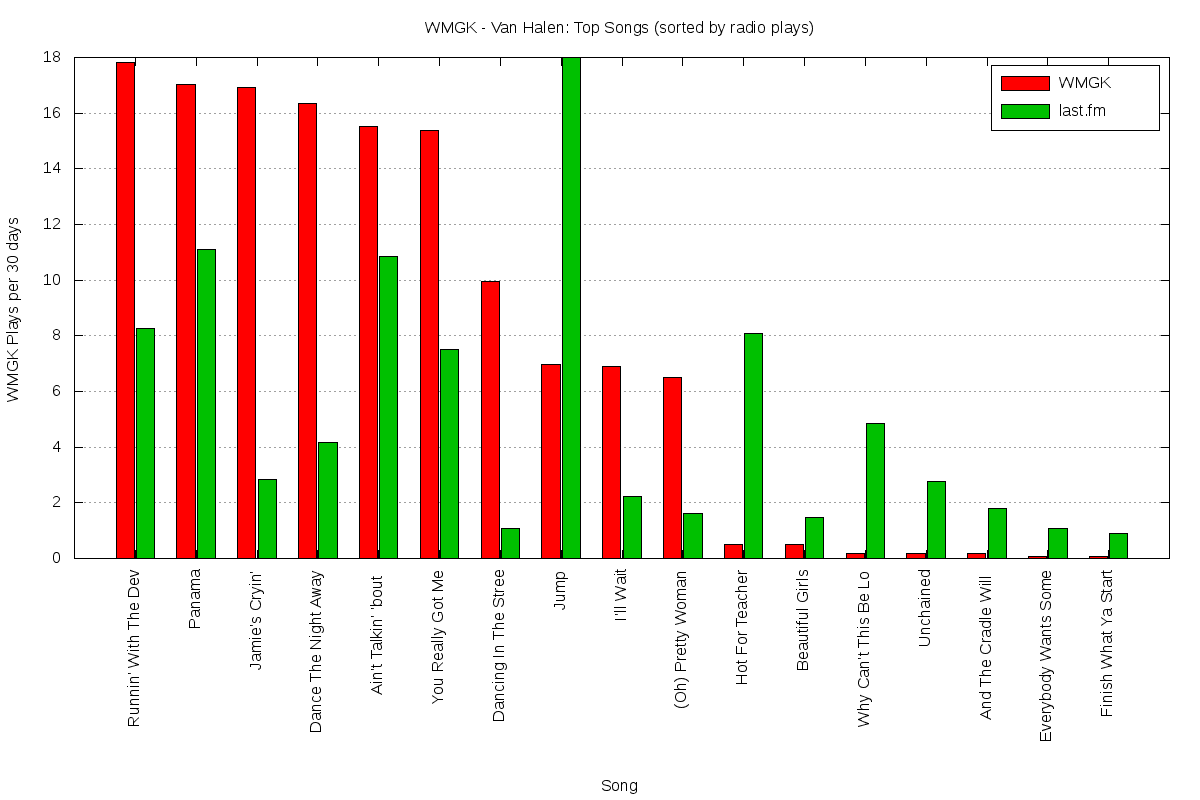 WMGK - Van Halen: Top Songs (sorted by radio plays)
WMGK
last.fm
WMGK Plays per 30 days
18
16
14
12
10
8
6
4
2
0
Runnin' With The Dev
Panama
Jamie's Cryin'
Dance The Night Away
Ain't Talkin' 'bout
You Really Got Me
Dancing In The Stree
Jump
I'll Wait
(Oh) Pretty Woman
Hot For Teacher
Beautiful Girls
Why Can't This Be Lo
Unchained
And The Cradle Will
Everybody Wants Some
Finish What Ya Start
Song